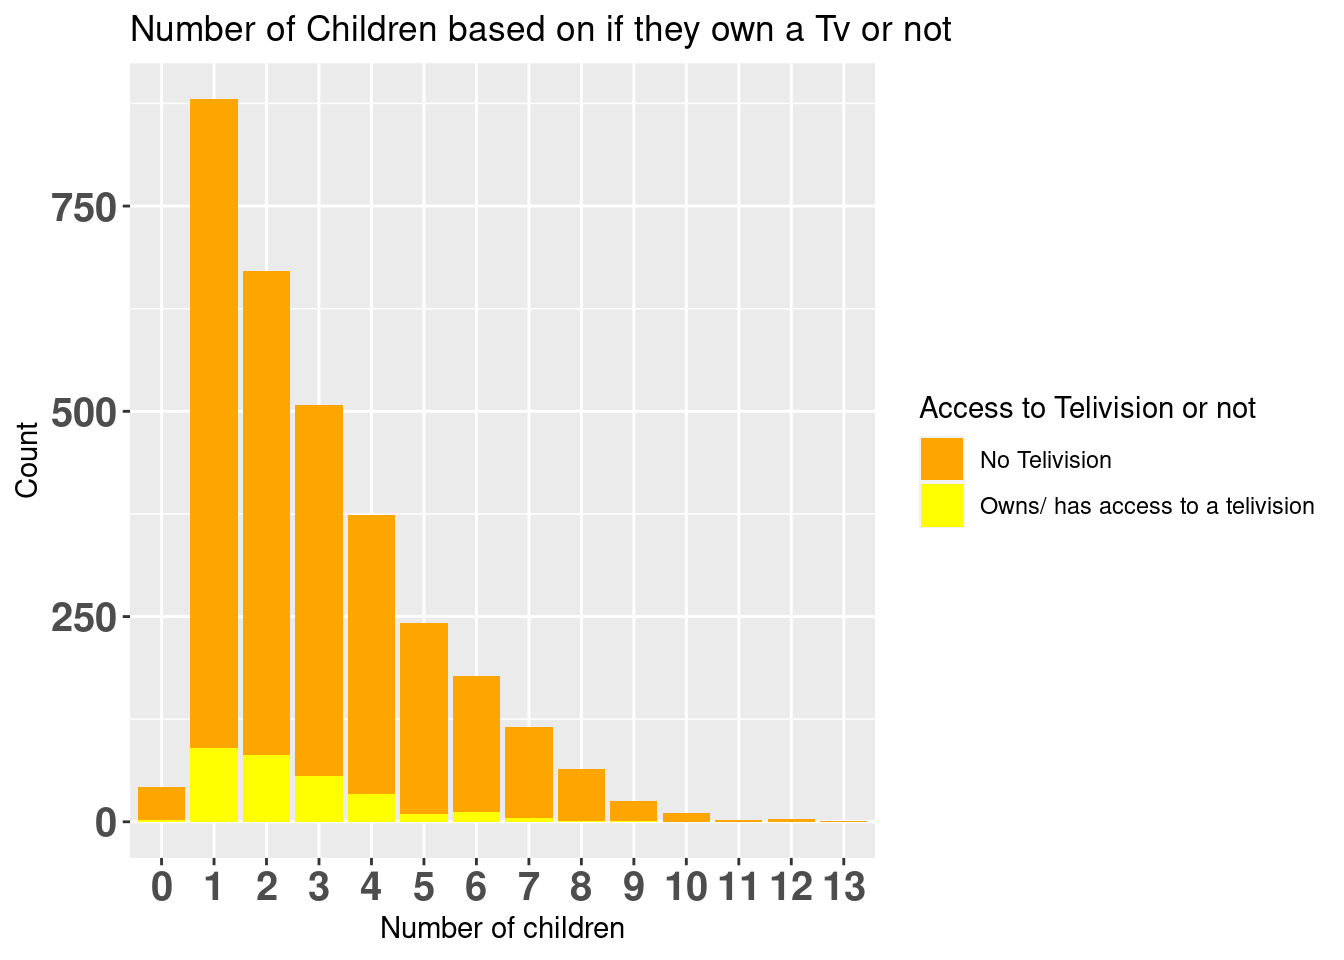 Number of Children based on if they own a Tv or not
750
500
250
0
Count
0 1 2 3 4 5 6 7 8 9 10 11 12 13
Number of children
Access to Telivision or not
No Telivision
Owns/ has access to a telivision